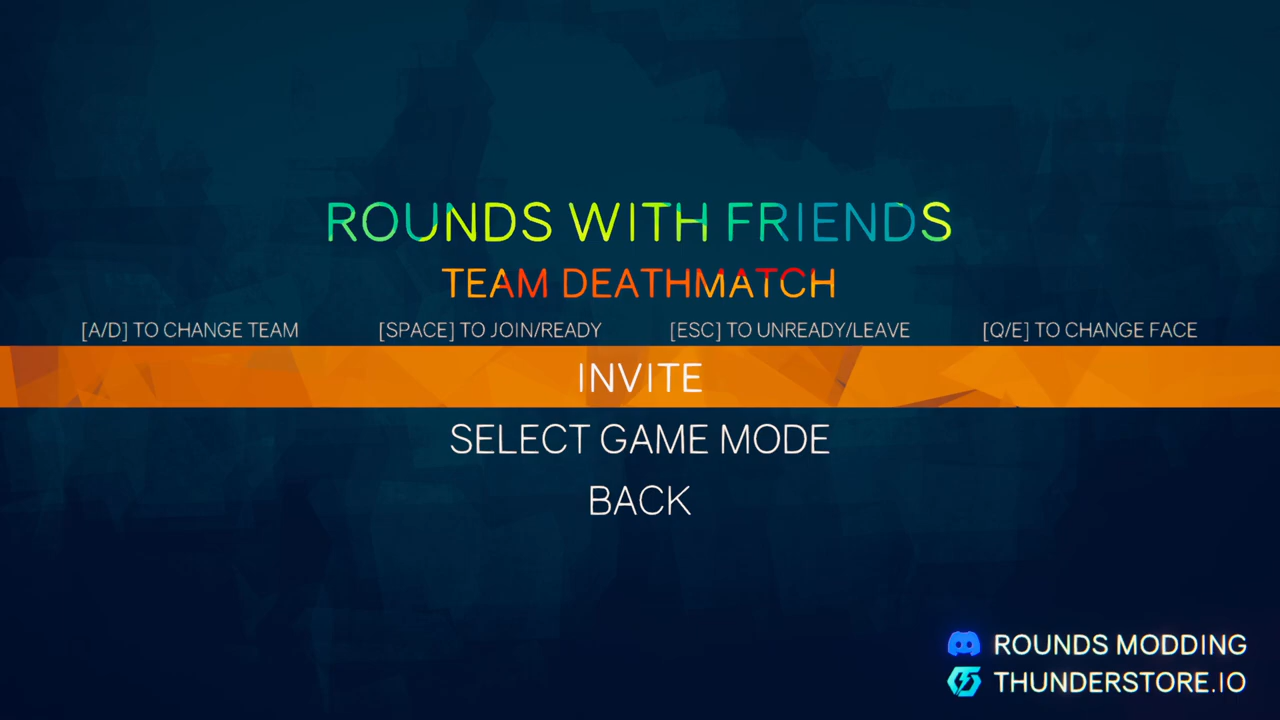 ROUNDS WITH FRIENDS
TEAM DEATHMATCH
[A/D] TO CHANGE TEAM [SPACE] TO JOIN/READY [ESC] TO UNREADY/LEAVE [Q/E] TO CHANGE FACE
INVITE
SELECT GAME MODE
BACK
ROUNDS MODDING
THUNDERSTORE.IO